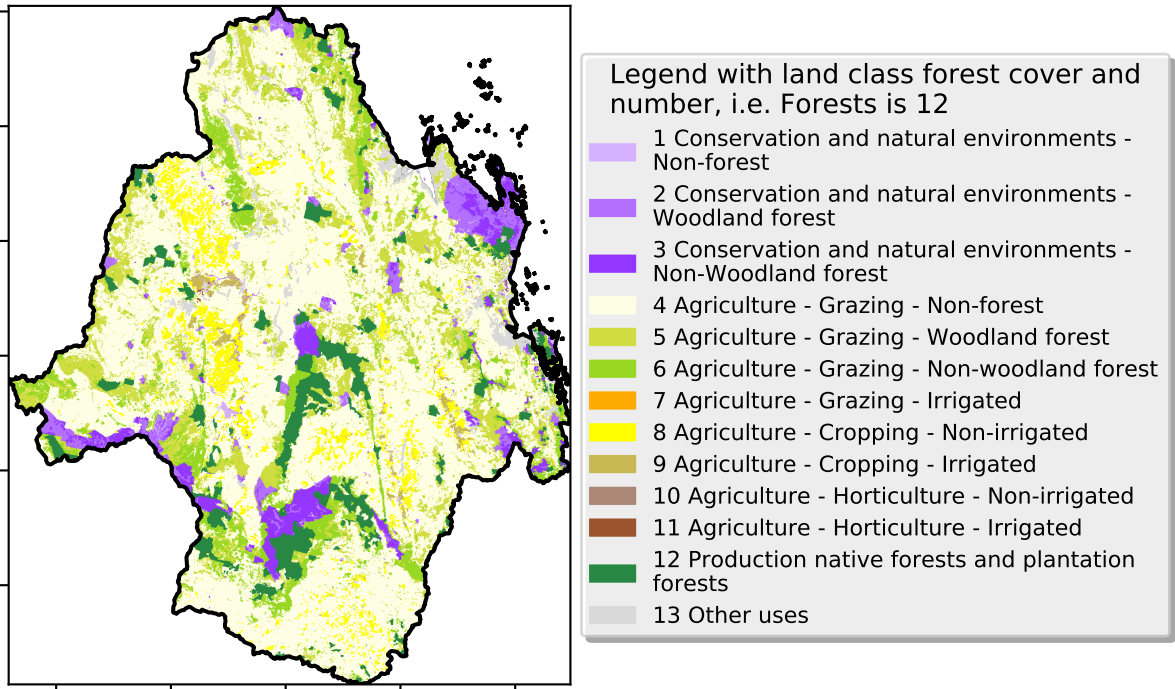 Legend with land class forest cover and
number, i.e. Forests is 12
1 Conservation and natural environments -
Non-forest
2 Conservation and natural environments -
Woodland forest
3 Conservation and natural environments -
Non-Woodland forest
4 Agriculture - Grazing - Non-forest
5 Agriculture - Grazing - Woodland forest
6 Agriculture - Grazing - Non-woodland forest
7 Agriculture - Grazing - Irrigated
8 Agriculture - Cropping - Non-irrigated
9 Agriculture - Cropping - Irrigated
10 Agriculture - Horticulture - Non-irrigated
11 Agriculture - Horticulture - Irrigated
12 Production native forests and plantation
forests
13 Other uses